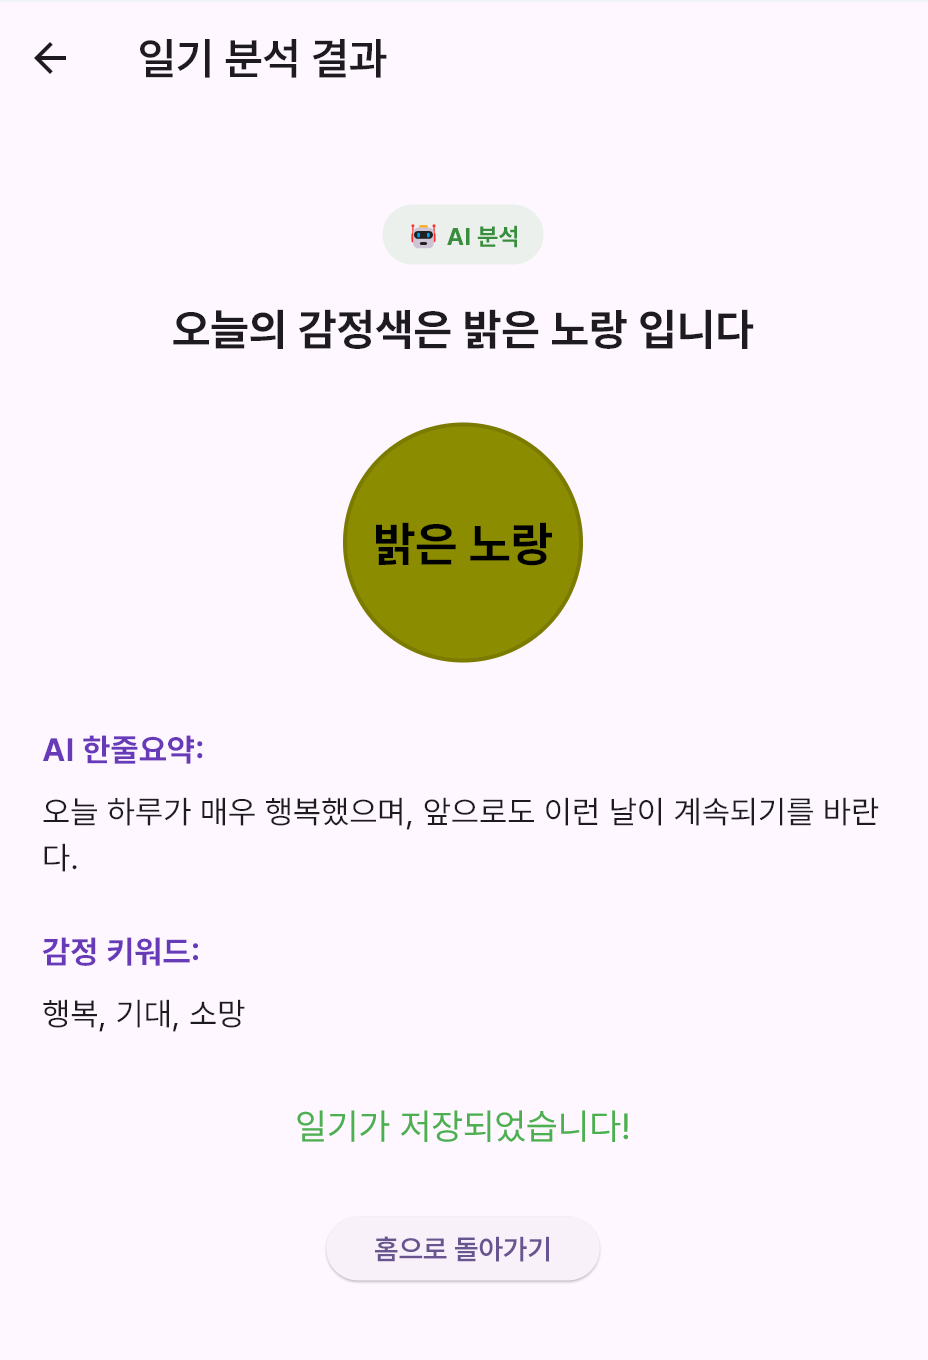 일기 분석 결과
AI 분석
오늘의 감정색은 밝은 노랑 입니다
밝은 노랑
AI 한줄요약:
오늘 하루가 매우 행복했으며, 앞으로도 이런 날이 계속되기를 바란
다.
감정 키워드:
행복, 기대, 소망
일기가 저장되었습니다!
홈으로 돌아가기